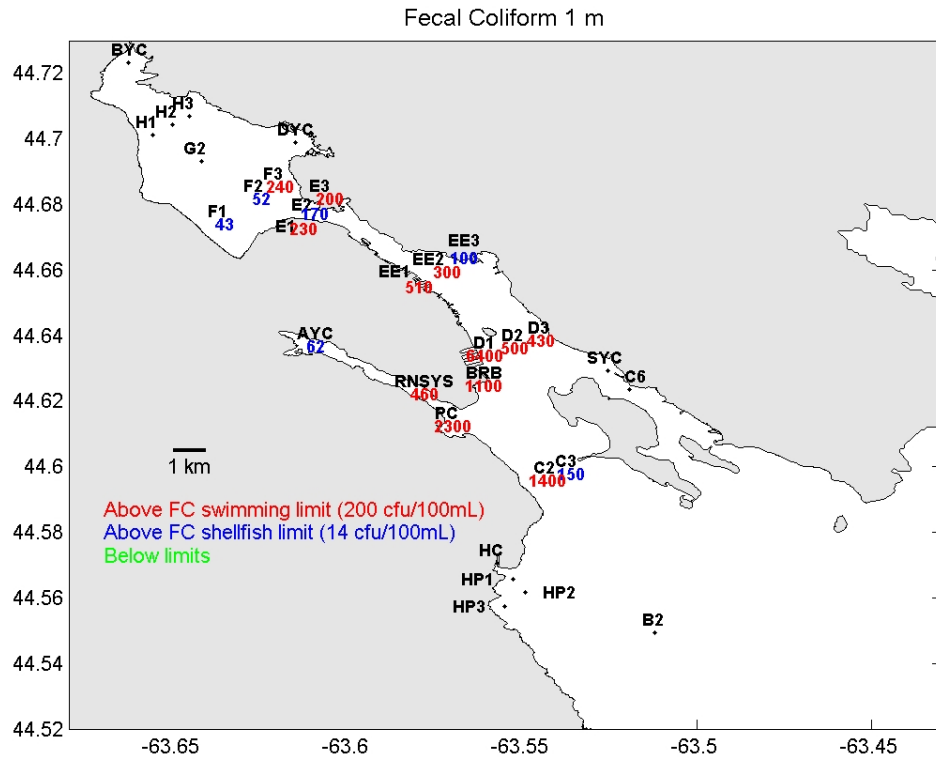 Fecal Coliform 1 m
44.72
44.7
44.68
44.66
44.64
44.62
44.6
44.58
44.56
44.54
44.52
BYC
H3
H2
H1
DYC
G2
F3
240
F2
52
E3
200
E2
170
F1
43
E1
230
EE3
100
EE2
300
EE1
510
D3
430
D2
500
D1
6400
AYC
62
SYC
C6
BRB
1100
RNSYS
460
PC
2300
1 km
C3
150
C2
1400
Above FC swimming limit (200 cfu/100mL)
Above FC shellfish limit (14 cfu/100mL)
Below limits
HC
HP1
HP2
HP3
B2
-63.65
-63.6
-63.55
-63.5
-63.45